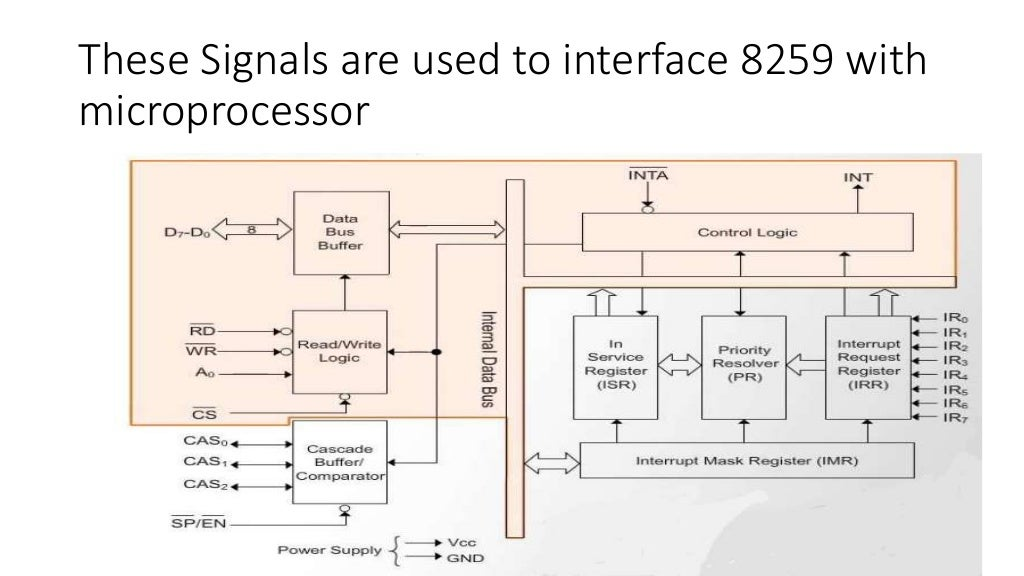 These Signals are used to interface 8259 with
microprocessor
INTA
INT
D7-D0
8
Data
Bus
Buffer
Control Logic
RD
WR
A0
CS
Read/Write
Logic
Internal Data Bus
In
Service
Register
(ISR)
Priority
Resolver
(PR)
Interrupt
Request
Register
(IRR)
IR0
IR1
IR2
IR3
IR4
IR5
IR6
IR7
CAS0
CAS1
CAS2
Cascade
Buffer/
Comparator
Interrupt Mask Register (IMR)
SP/EN
Power Supply
Vcc
GND